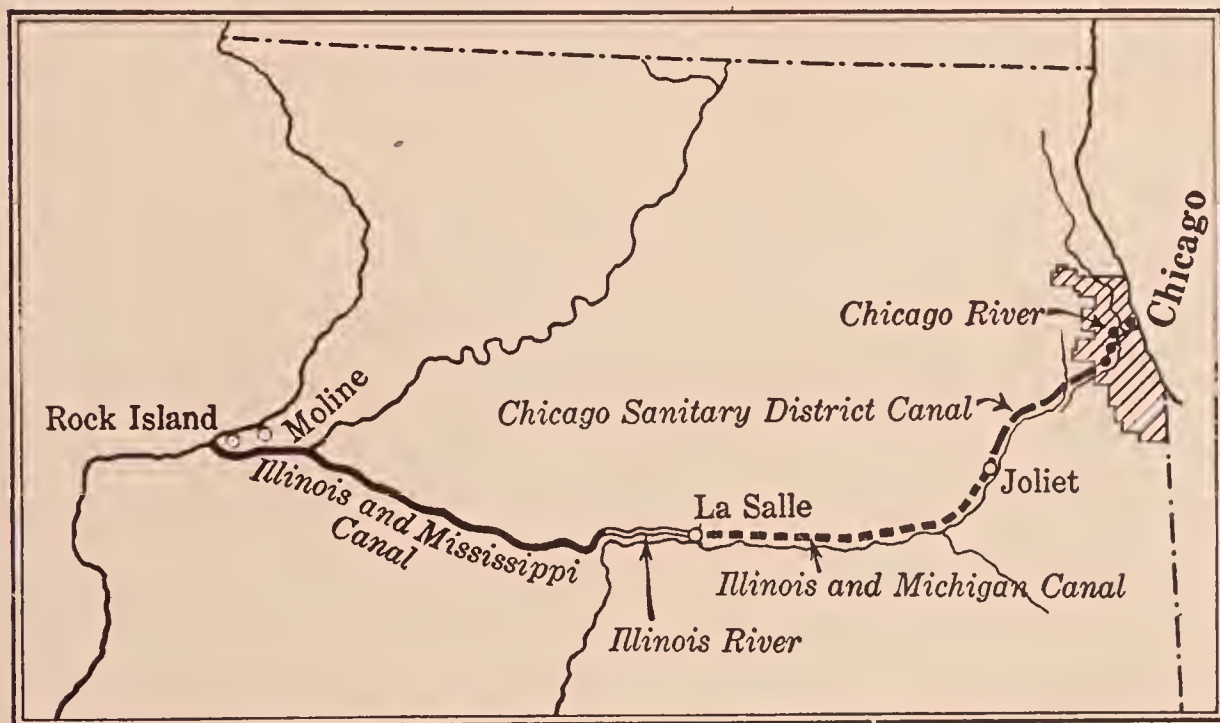 Chicago
Chicago River
Moline
Rock Island
Chicago Sanitary District Canal
Illinois and Mississippi
Canal
Joliet
La Salle
Illinois and Michigan Canal
Illinois River